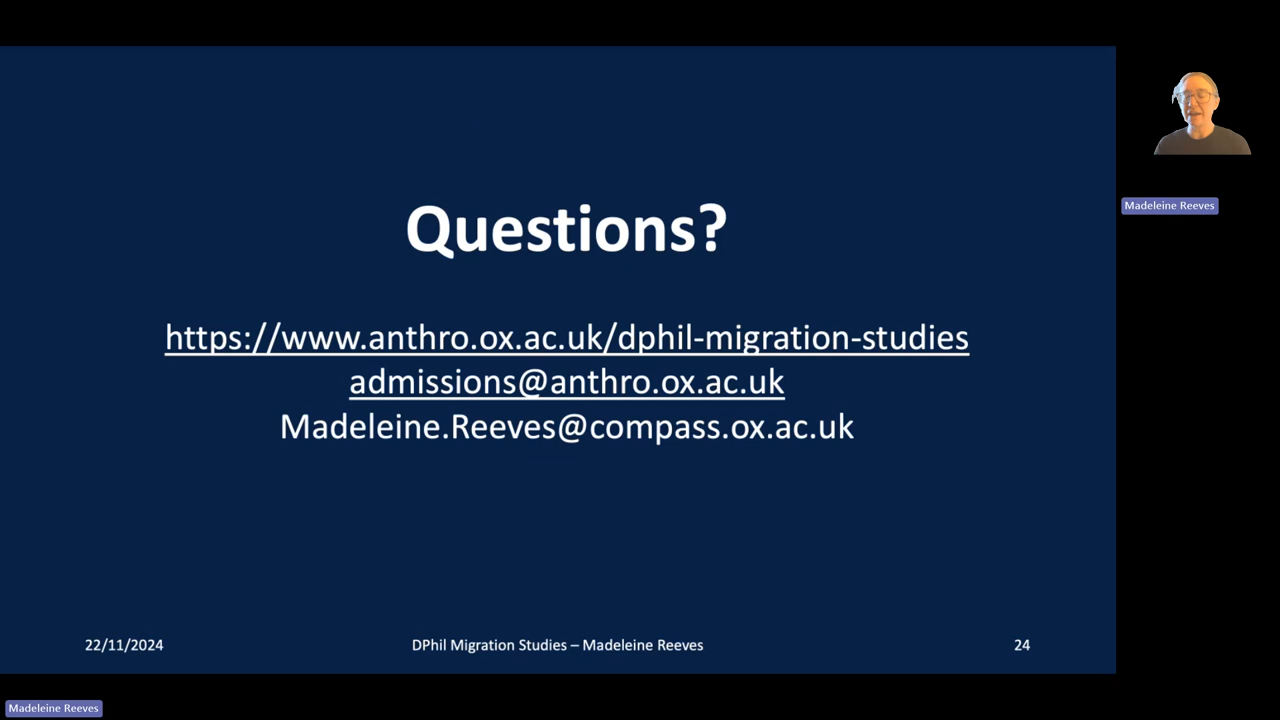 Questions?
https://www.anthro.ox.ac.uk/dphil-migration-studies
admissions@anthro.ox.ac.uk
Madeleine.Reeves@compass.ox.ac.uk
22/11/2024
DPhil Migration Studies – Madeleine Reeves
24
Madeleine Reeves
Madeleine Reeves